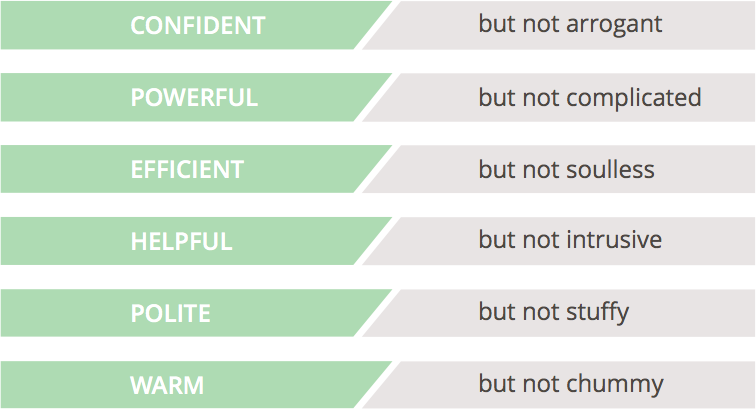 CONFIDENT but not arrogant
POWERFUL but not complicated
EFFICIENT but not soulless
HELPFUL but not intrusive
POLITE but not stuffy
WARM but not chummy